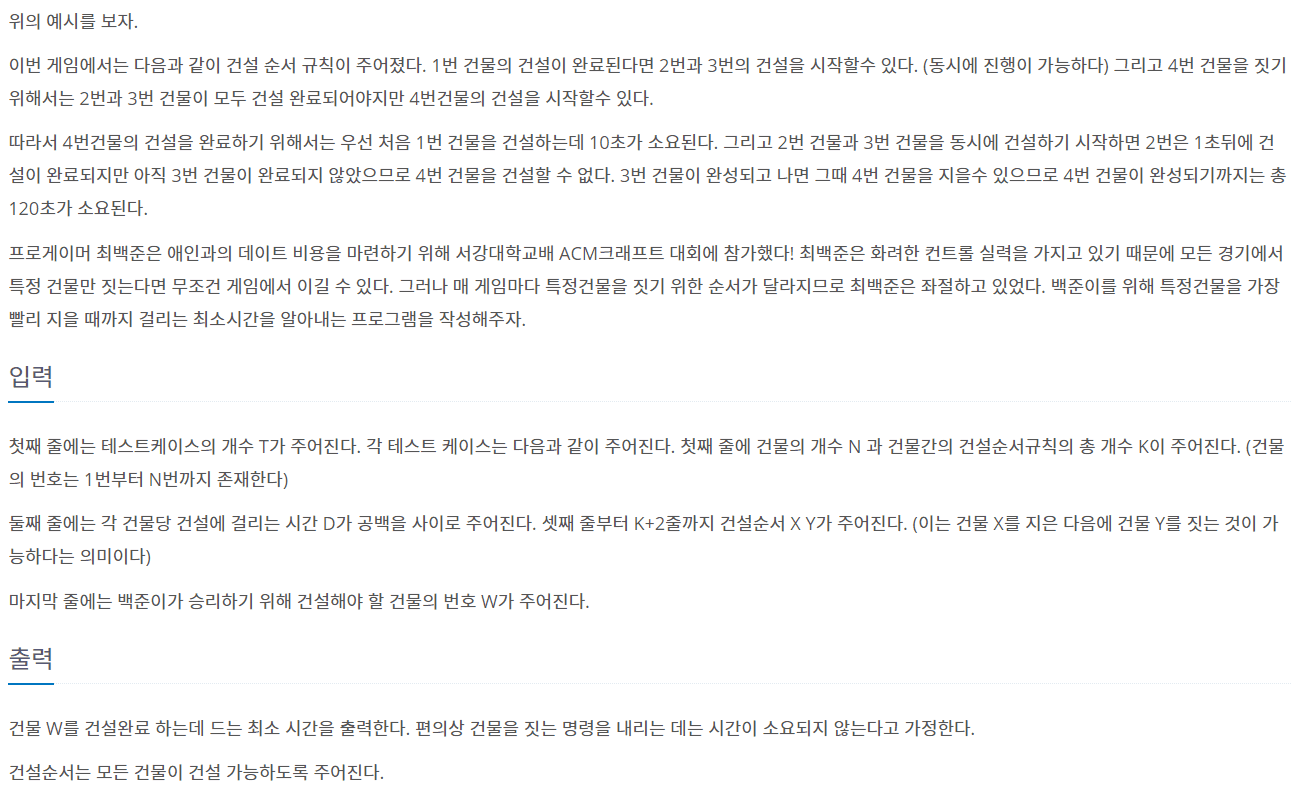 위의 예시를 보자.
이번 게임에서는 다음과 같이 건설 순서 규칙이 주어졌다. 1번 건물의 건설이 완료된다면 2번과 3번의 건설을 시작할수 있다. (동시에 진행이 가능하다) 그리고 4번 건물을 짓기
위해서는 2번과 3번 건물이 모두 건설 완료되어야지만 4번건물의 건설을 시작할수 있다.
따라서 4번건물의 건설을 완료하기 위해서는 우선 처음 1번 건물을 건설하는데 10초가 소요된다. 그리고 2번 건물과 3번 건물을 동시에 건설하기 시작하면 2번은 1초뒤에 건
설이 완료되지만 아직 3번 건물이 완료되지 않았으므로 4번 건물을 건설할 수 없다. 3번 건물이 완성되고 나면 그때 4번 건물을 지을수 있으므로 4번 건물이 완성되기까지는 총
120초가 소요된다.
프로게이머 최백준은 애인과의 데이트 비용을 마련하기 위해 서강대학교배 ACM크래프트 대회에 참가했다! 최백준은 화려한 컨트롤 실력을 가지고 있기 때문에 모든 경기에서
특정 건물만 짓는다면 무조건 게임에서 이길 수 있다. 그러나 매 게임마다 특정건물을 짓기 위한 순서가 달라지므로 최백준은 좌절하고 있었다. 백준이를 위해 특정건물을 가장
빨리 지을 때까지 걸리는 최소시간을 알아내는 프로그램을 작성해주자.
입력
첫째 줄에는 테스트케이스의 개수 T가 주어진다. 각 테스트 케이스는 다음과 같이 주어진다. 첫째 줄에 건물의 개수 N 과 건물간의 건설순서규칙의 총 개수 K이 주어진다. (건물
의 번호는 1번부터 N번까지 존재한다)
둘째 줄에는 각 건물당 건설에 걸리는 시간 D가 공백을 사이로 주어진다. 셋째 줄부터 K+2줄까지 건설순서 X Y가 주어진다. (이는 건물 X를 지은 다음에 건물 Y를 짓는 것이 가
능하다는 의미이다)
마지막 줄에는 백준이가 승리하기 위해 건설해야 할 건물의 번호 W가 주어진다.
출력
건물 W를 건설완료 하는데 드는 최소 시간을 출력한다. 편의상 건물을 짓는 명령을 내리는 데는 시간이 소요되지 않는다고 가정한다.
건설순서는 모든 건물이 건설 가능하도록 주어진다.